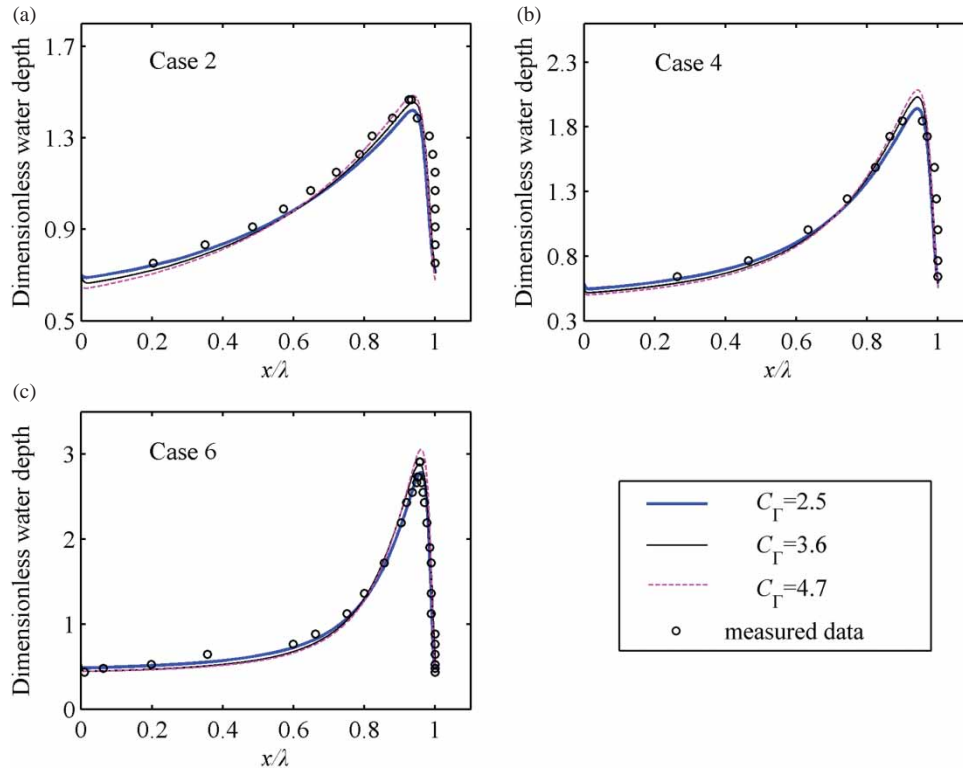 (a)
1.7
1.3
0.9
0.5
Dimensionless water depth
Case 2
0 0.2 0.4 0.6 0.8 1
x/λ
(b)
2.3
1.8
1.3
0.8
0.3
Dimensionless water depth
Case 4
0 0.2 0.4 0.6 0.8 1
x/λ
(c)
3
2
1
0
Dimensionless water depth
Case 6
0 0.2 0.4 0.6 0.8 1
x/λ
C_Γ=2.5
C_Γ=3.6
C_Γ=4.7
measured data